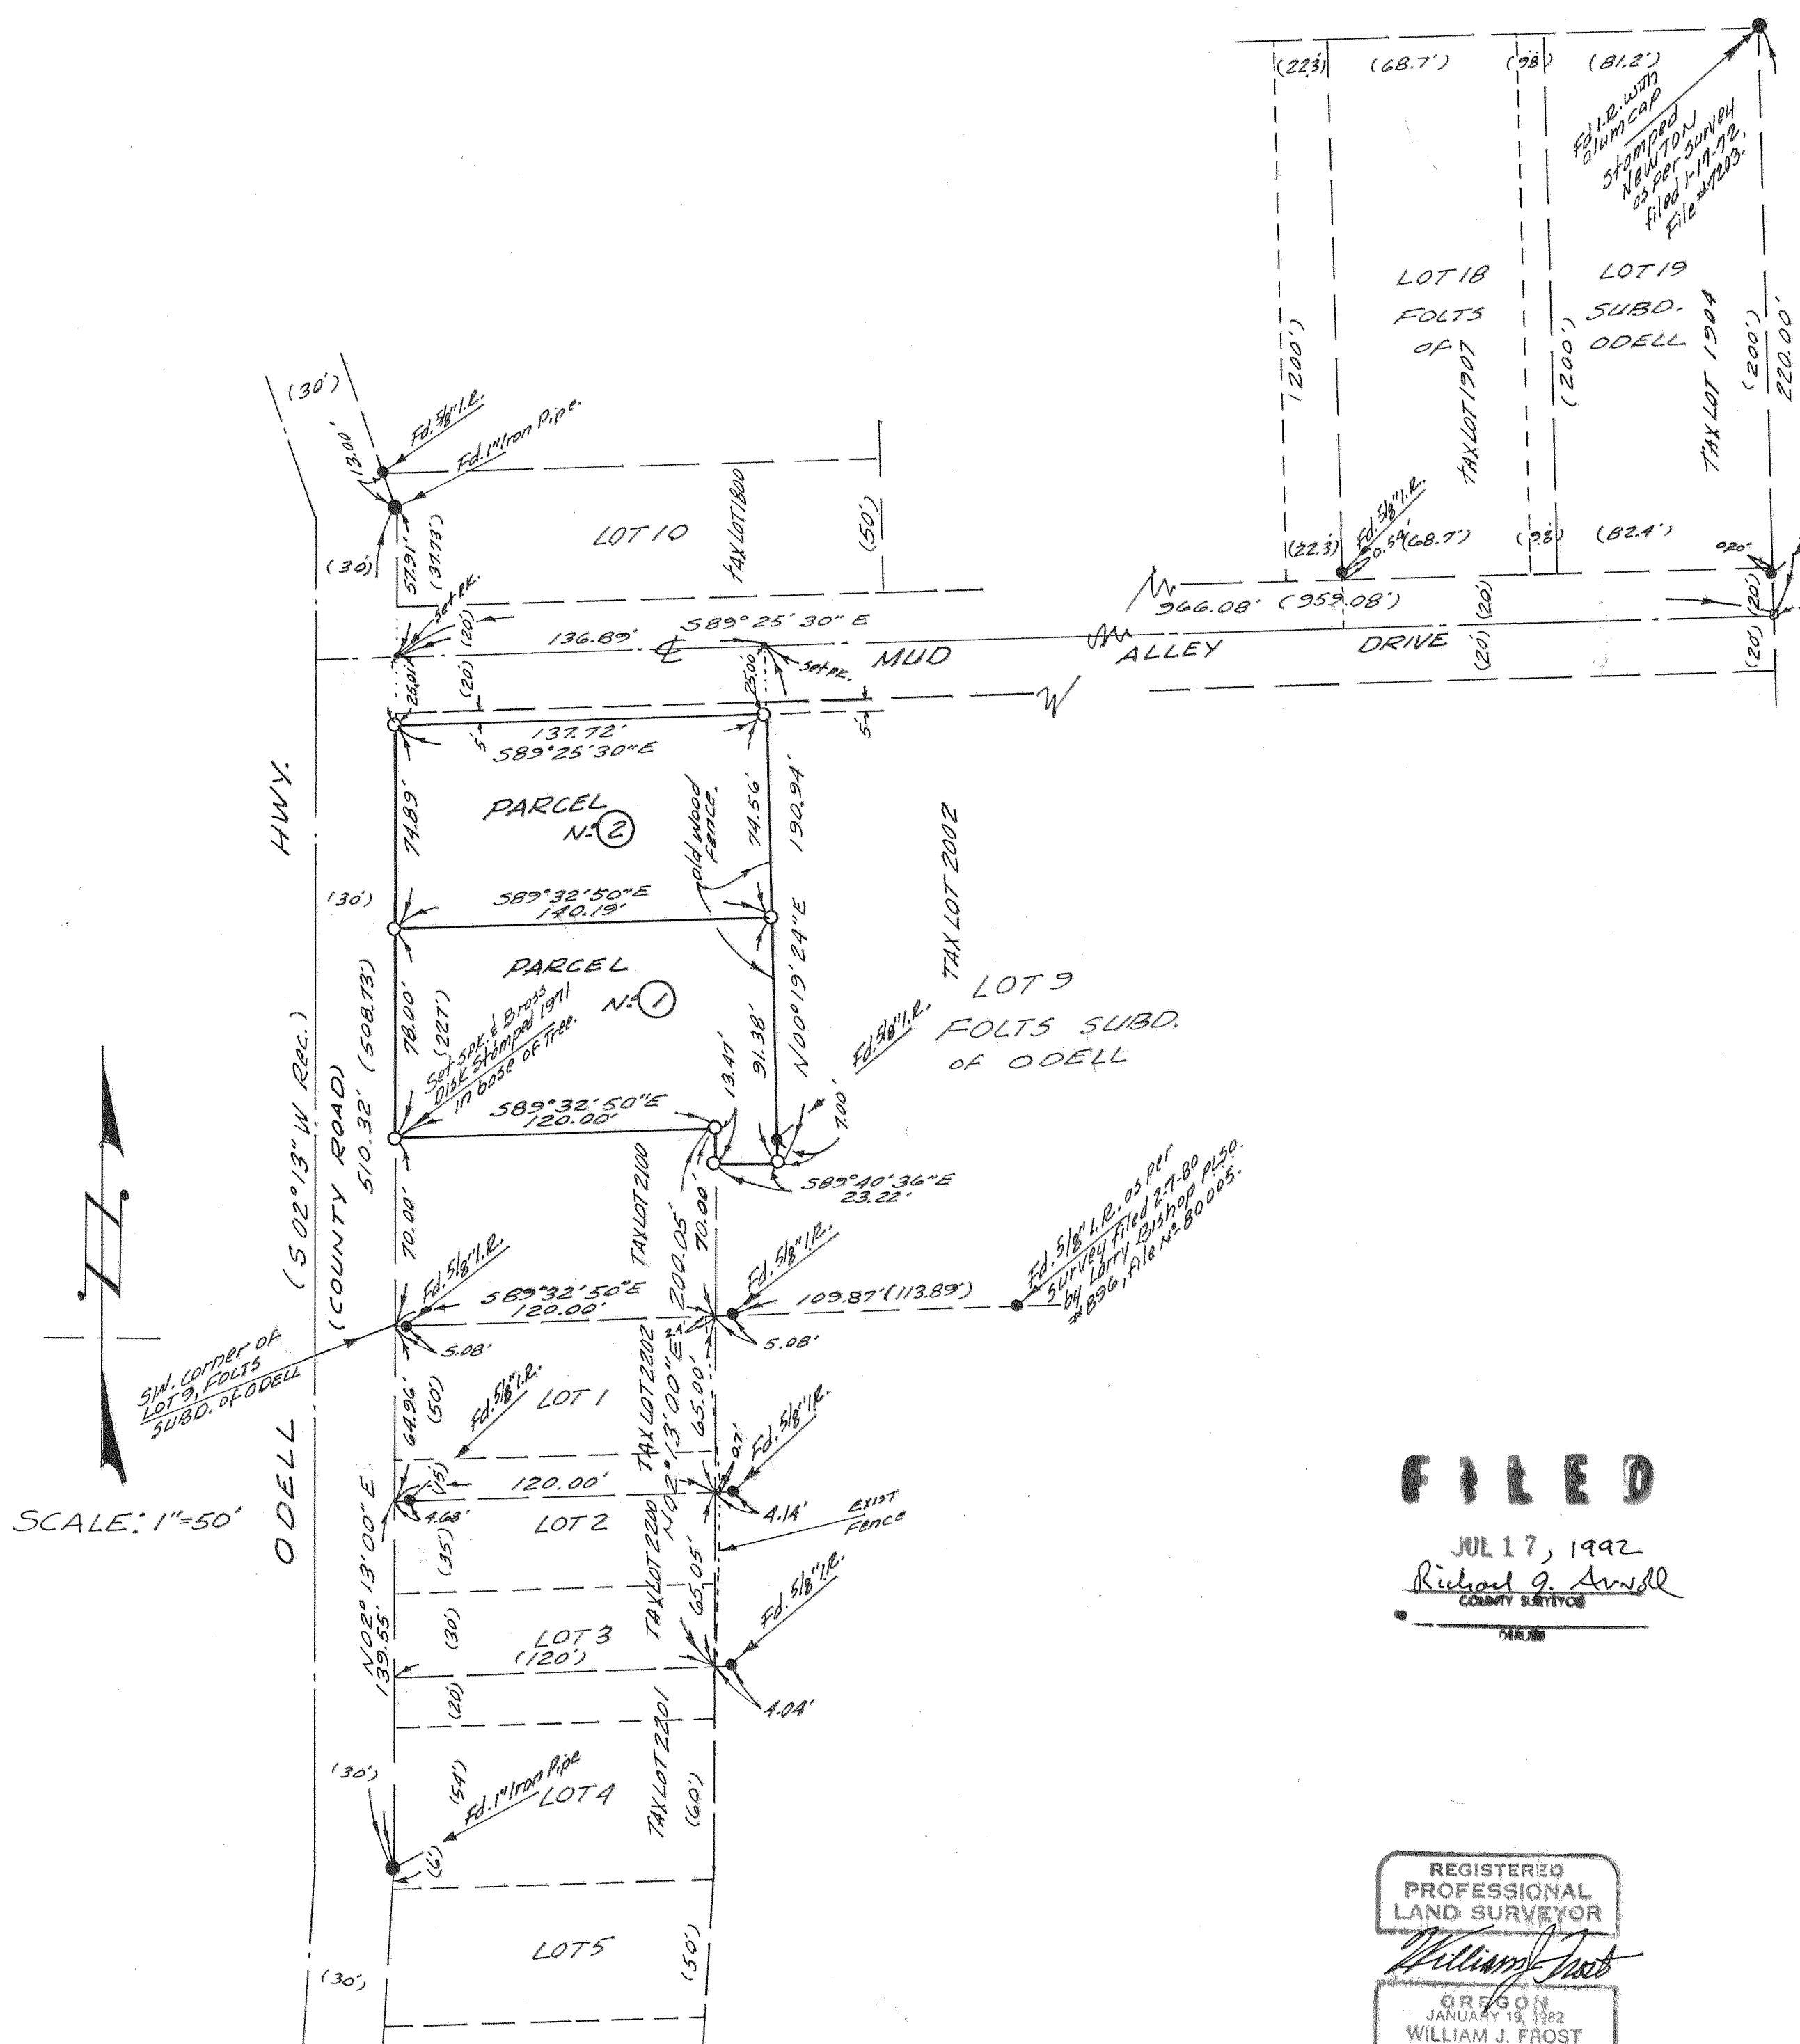 (22.3)
(68.7')
(9.8)
(81.2')
Fd. I.R. with
alum cap
stamped
NEWTON
as per survey
filed 1-17-72,
File #7203.
LOT 18
FOLTS
of
LOT 19
SUBD.
ODELL
(200')
TAX LOT 1907
(200')
TAX LOT 1904
(200')
220.00'
(30')
13.00'
Fd. 5/8" I.R.
Fd. 1" Iron Pipe.
LOT 10
TAX LOT 1800
(50')
(30')
57.91'
(37.73')
Set P.K.
(22.3)
Fd. 5/8" I.R.
(68.7')
(9.8)
(82.4')
0.20'
966.08' (959.08')
(20')
(20')
(20')
(20')
136.89'
S89° 25' 30" E
MUD
ALLEY
DRIVE
(20')
(20')
25.01'
25.00'
Set P.K.
5'
5'
137.72'
S89° 25' 30" E
HWY.
74.89'
PARCEL
No. 2
old Wood
Fence.
74.56'
190.94'
TAX LOT 2002
(30')
S89° 32' 50" E
140.19'
PARCEL
No. 1
78.00'
(227')
Set spk. & Brass
Disk Stamped 1971
in base of Tree.
N00° 19' 24" E
91.38'
13.47'
Fd. 5/8" I.R.
LOT 9
FOLTS SUBD.
of ODELL
7.00'
(S 02° 13" W Rec.)
(COUNTY ROAD)
510.32' (508.73')
S89° 32' 50" E
120.00'
S89° 40' 36" E
23.22'
TAX LOT 2100
70.00'
70.00'
200.05'
N02° 13' 00" E
Fd. 5/8" I.R.
S89° 32' 50" E
120.00'
Fd. 5/8" I.R.
109.87' (113.89')
Fd. 5/8" I.R. as per
survey filed 2-7-80
by Larry Bishop PLSO.
#896, file No. 80005.
5.08'
5.08'
S.W. corner of
LOT 9, FOLTS
SUBD. of ODELL
64.96'
(50')
Fd. 5/8" I.R.
LOT 1
TAX LOT 2202
65.00'
0.7'
Fd. 5/8" I.R.
(15')
120.00'
4.68'
4.14'
EXIST
Fence
SCALE: 1"=50'
ODELL
LOT 2
(35')
TAX LOT 2200
65.05'
Fd. 5/8" I.R.
N02° 13' 00" E
139.55'
(30')
LOT 3
(120')
(20')
4.04'
TAX LOT 2201
(30')
(54')
Fd. 1" Iron Pipe
LOT 4
(60')
(6')
LOT 5
(50')
(30')
FILED
JUL 17, 1992
COUNTY SURVEYOR
REGISTERED
PROFESSIONAL
LAND SURVEYOR
William J. Frost
OREGON
JANUARY 19, 1982
WILLIAM J. FROST